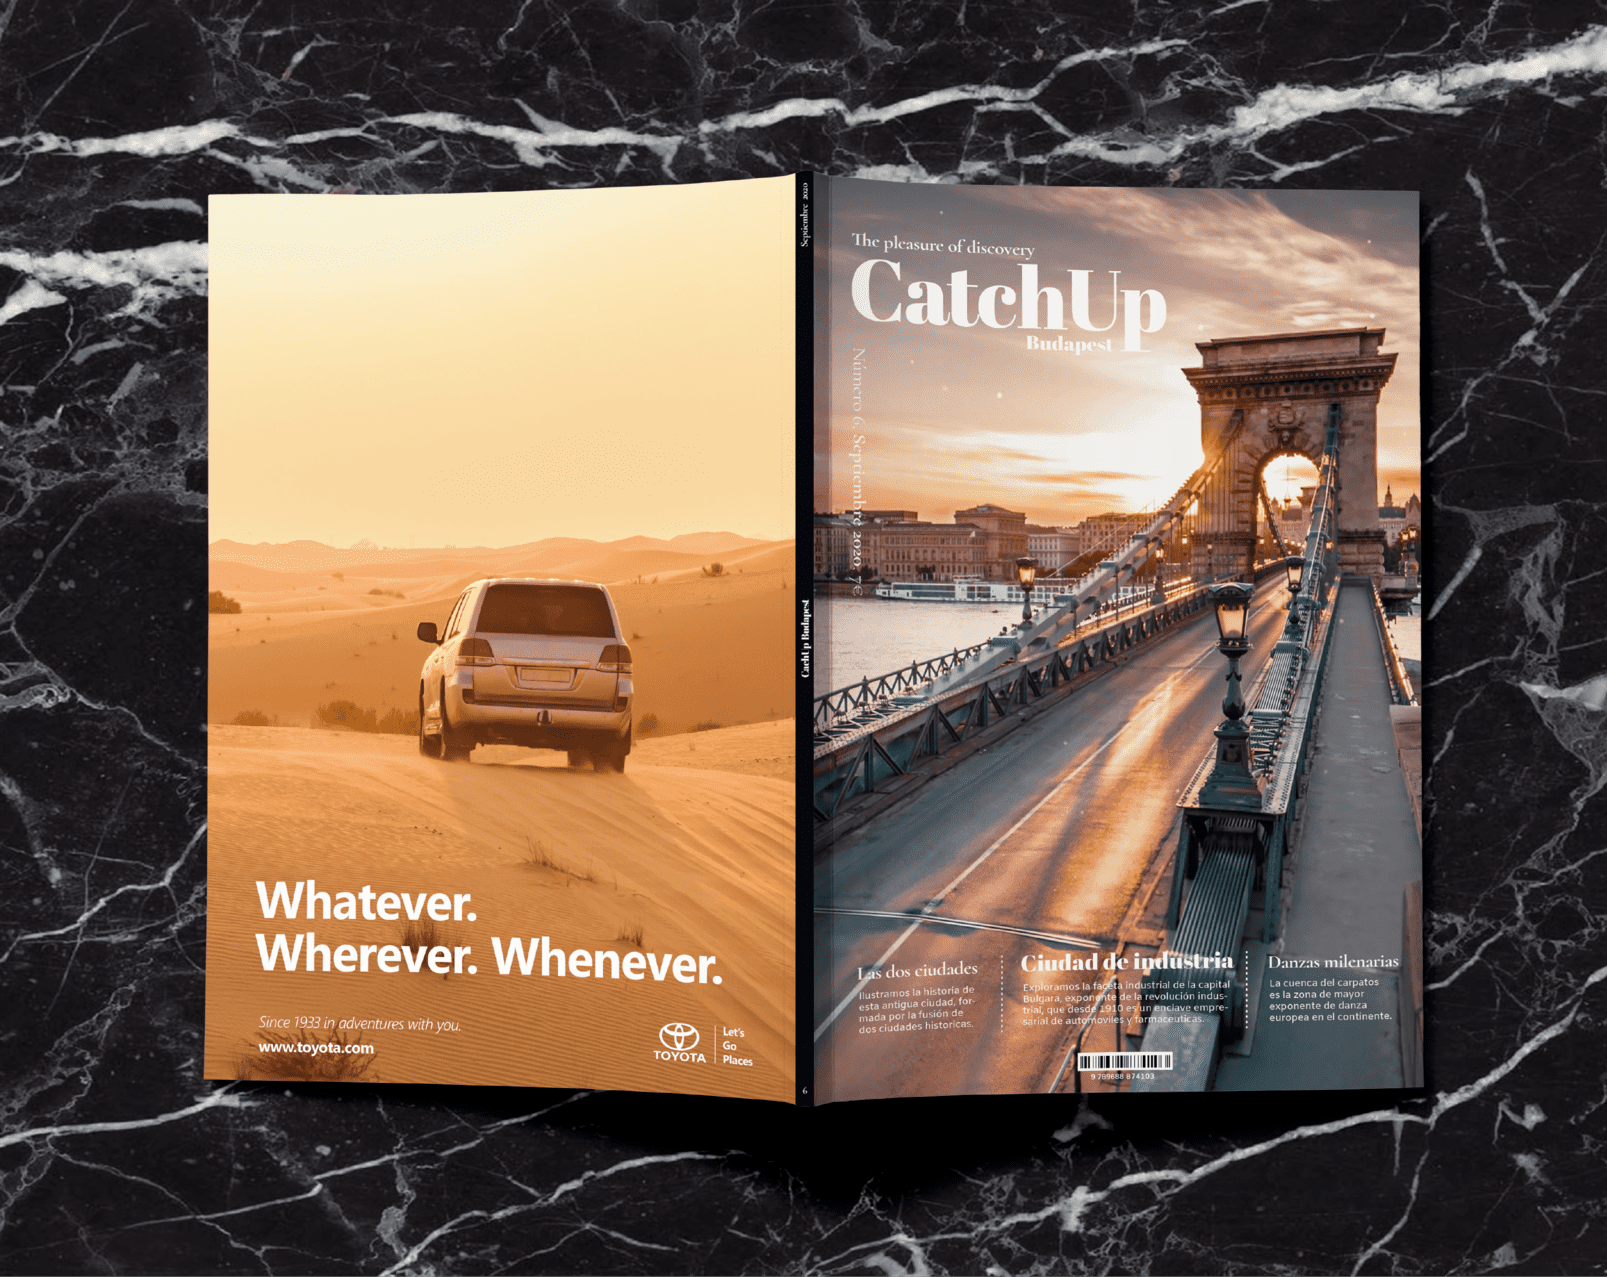 Whatever.
Wherever. Whenever.
Since 1933 in adventures with you.
www.toyota.com
TOYOTA
Let's
Go
Places
Septiembre 2020
CacthUp Budapest
6
The pleasure of discovery
CatchUp
Budapest
Número 6, Septiembre 2020 7€
Las dos ciudades
Ilustramos la historia de
esta antigua ciudad, for-
mada por la fusión de
dos ciudades historicas.
Ciudad de industria
Exploramos la faceta industrial de la capital
Bulgara, exponente de la revolución indus-
trial, que desde 1910 es un enclave empre-
sarial de automoviles y farmaceuticas.
Danzas milenarias
La cuenca del carpatos
es la zona de mayor
exponente de danza
europea en el continente.
9 789688 874103